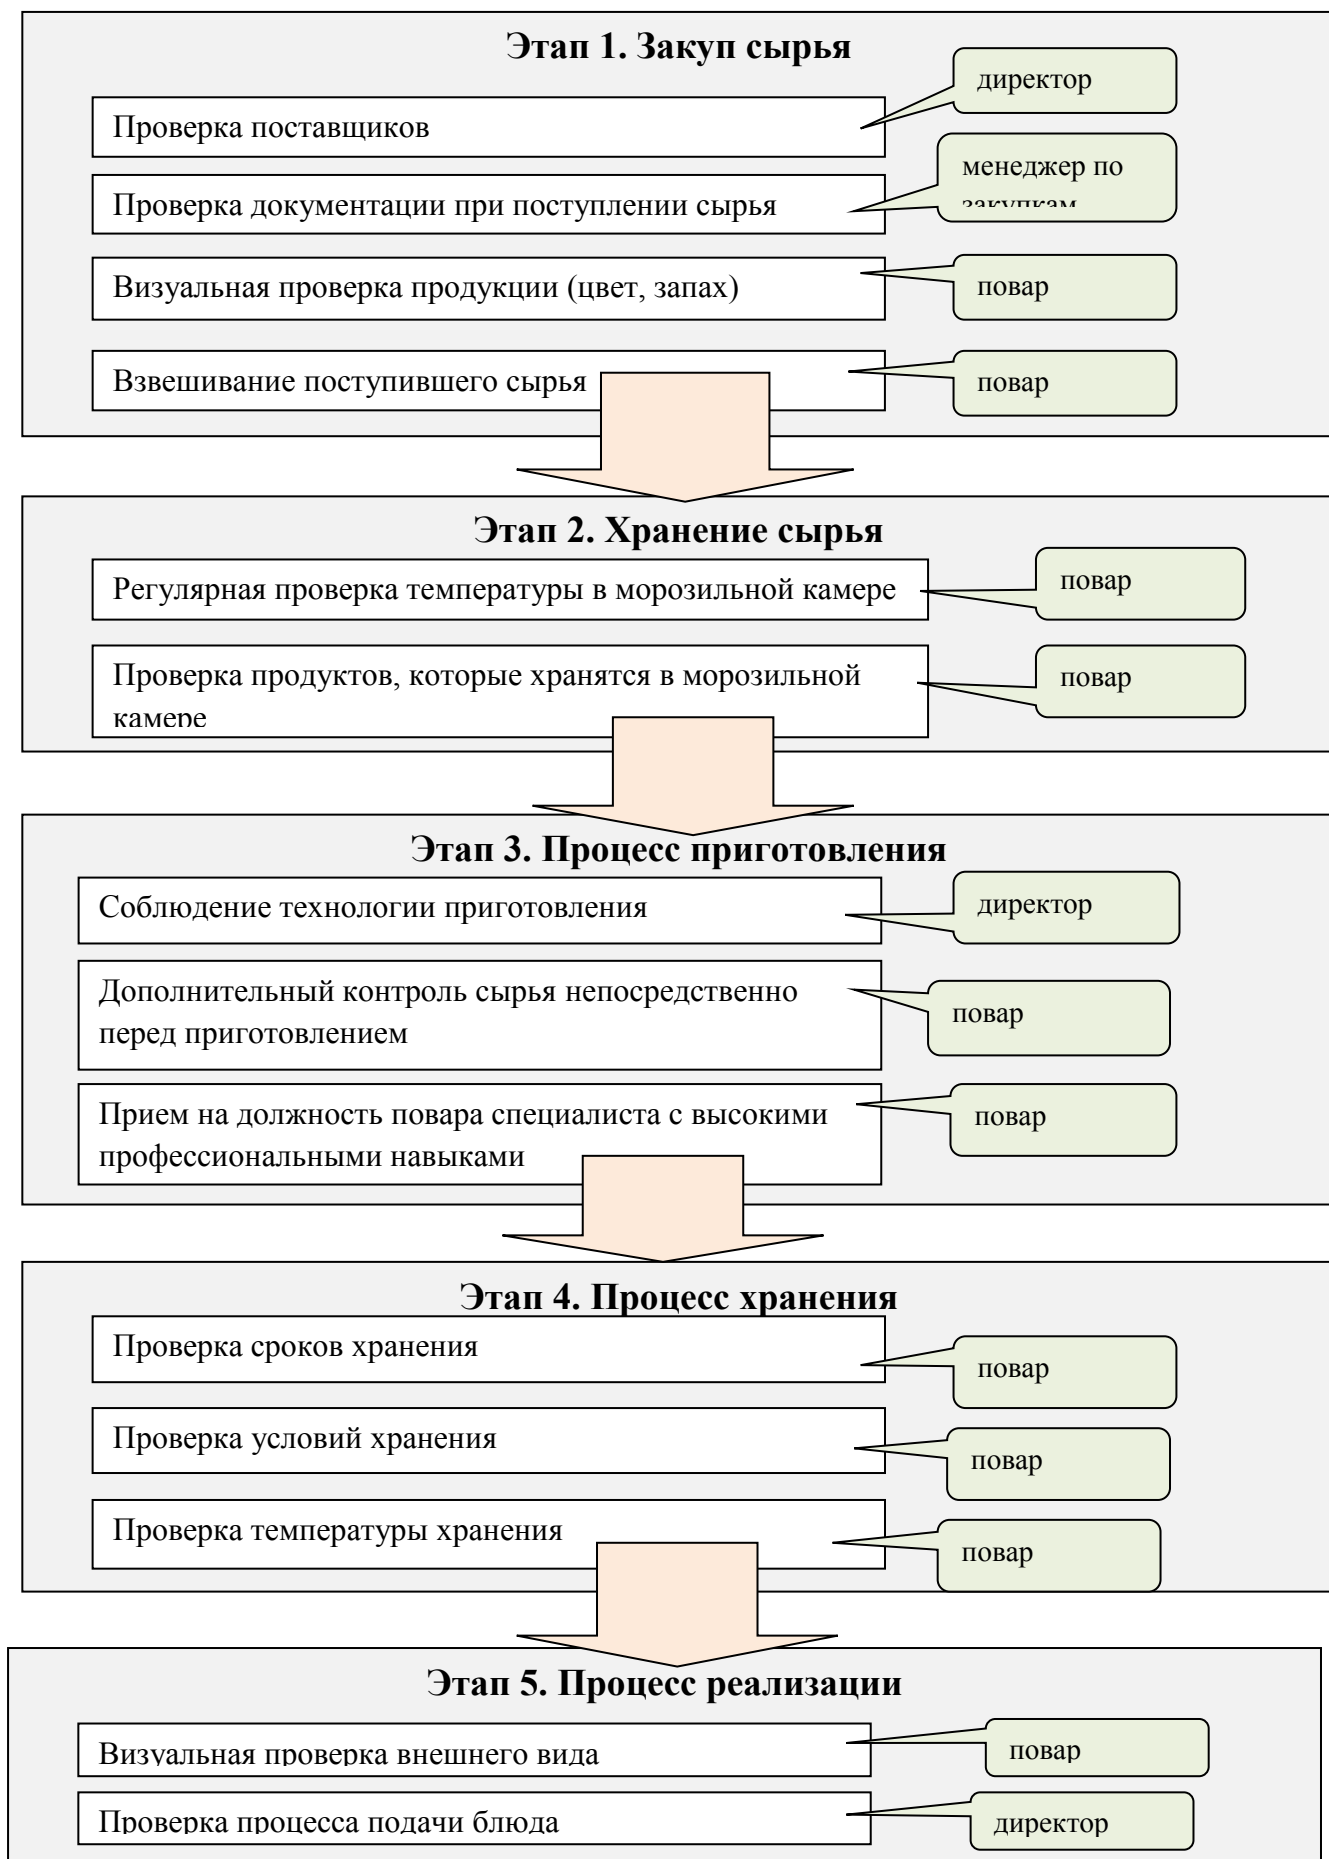 Этап 1. Закуп сырья
директор
Проверка поставщиков
менеджер по
закупкам
Проверка документации при поступлении сырья
Визуальная проверка продукции (цвет, запах)
повар
Взвешивание поступившего сырья
повар
Этап 2. Хранение сырья
Регулярная проверка температуры в морозильной камере
повар
Проверка продуктов, которые хранятся в морозильной
камере
повар
Этап 3. Процесс приготовления
Соблюдение технологии приготовления
директор
Дополнительный контроль сырья непосредственно
перед приготовлением
повар
Прием на должность повара специалиста с высокими
профессиональными навыками
повар
Этап 4. Процесс хранения
Проверка сроков хранения
повар
Проверка условий хранения
повар
Проверка температуры хранения
повар
Этап 5. Процесс реализации
Визуальная проверка внешнего вида
повар
Проверка процесса подачи блюда
директор